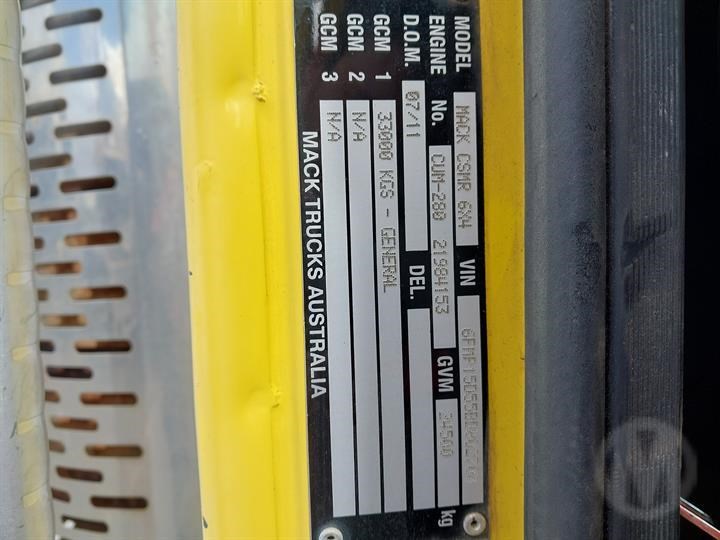 MODEL MACK CSMR 6X4 VIN
ENGINE No. CUM-280 21984153 GVM 24500 kg
D.O.M. 07/11 DEL.
GCM 1 33000 KGS - GENERAL
GCM 2 N/A
GCM 3 N/A
MACK TRUCKS AUSTRALIA